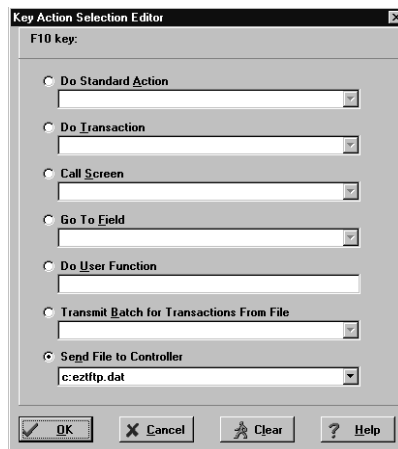 Key Action Selection Editor
F10 key:
Do Standard Action
Do Transaction
Call Screen
Go To Field
Do User Function
Transmit Batch for Transactions From File
Send File to Controller
c:eztftp.dat
OK Cancel Clear Help